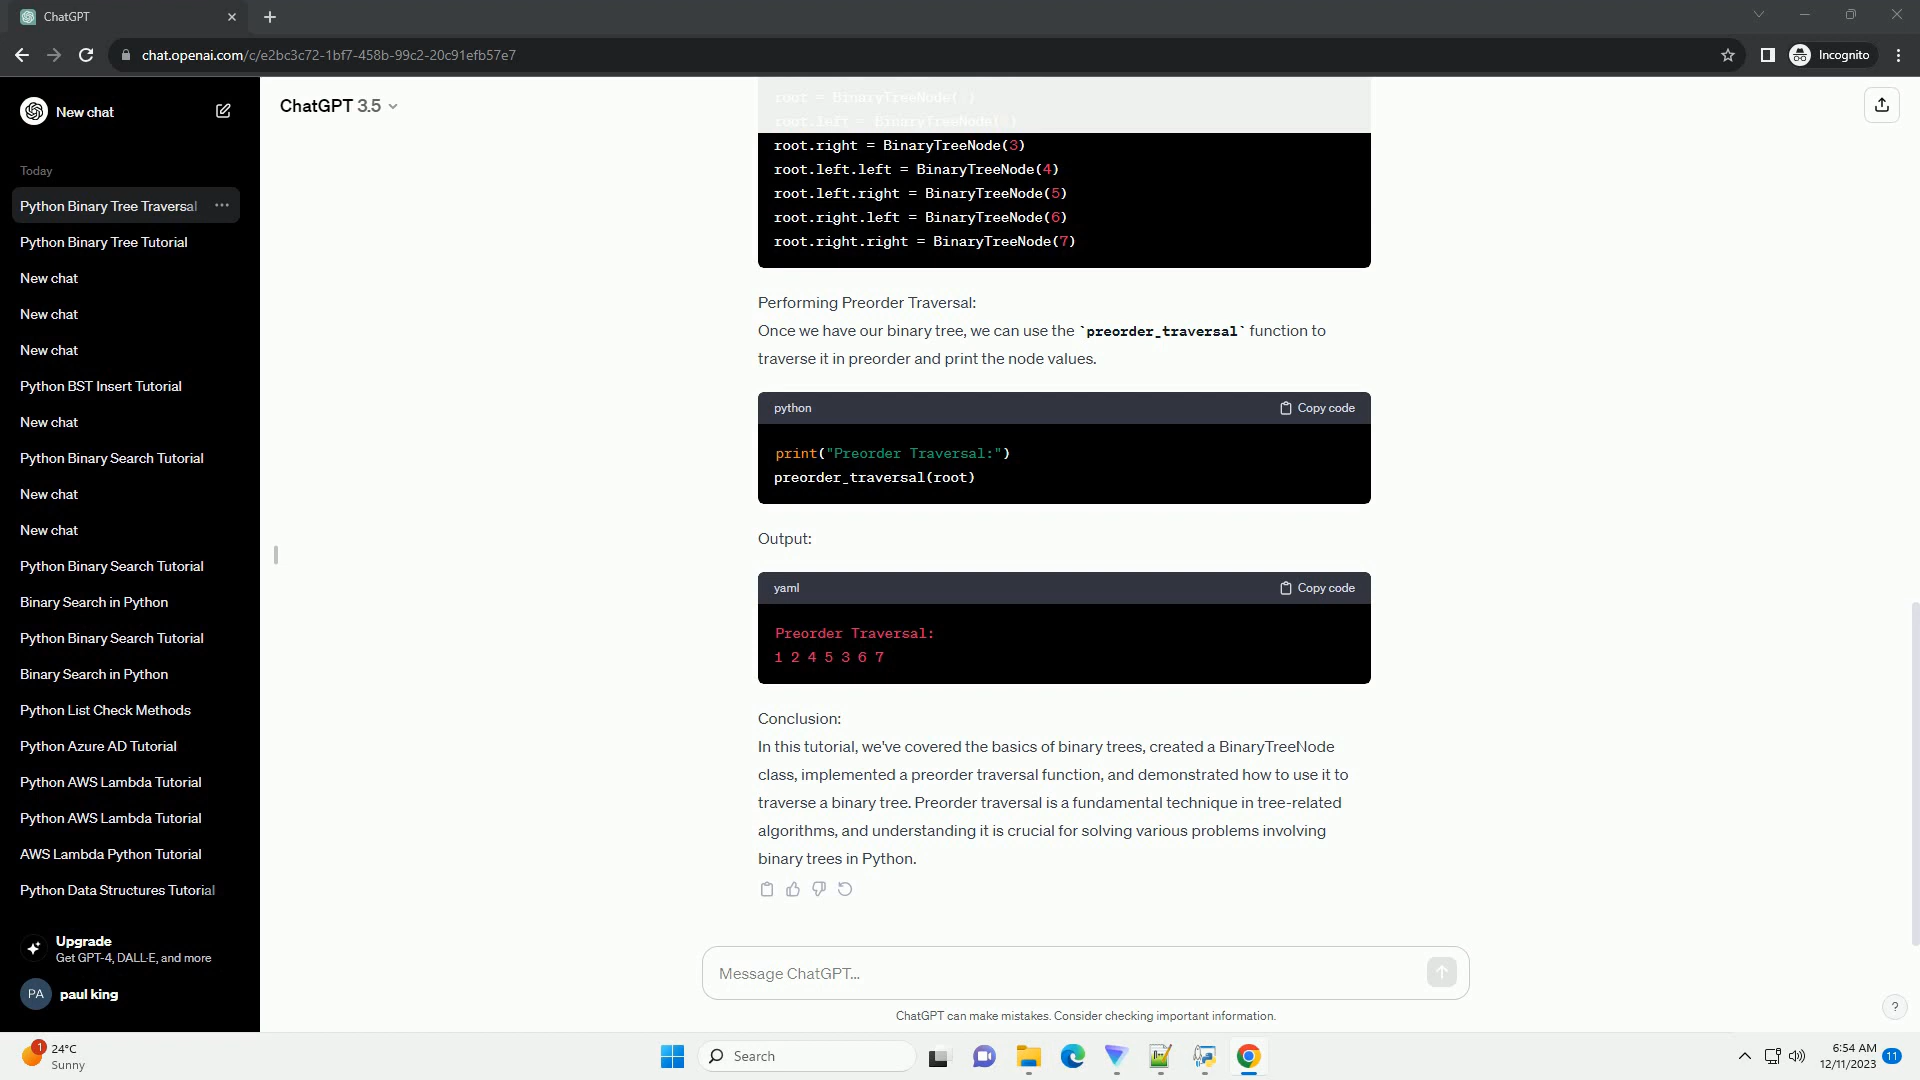 ChatGPT
chat.openai.com/c/e2bc3c72-1bf7-458b-99c2-20c91efb57e7
Incognito
New chat
Today
Python Binary Tree Traversal
Python Binary Tree Tutorial
New chat
New chat
New chat
Python BST Insert Tutorial
New chat
Python Binary Search Tutorial
New chat
New chat
Python Binary Search Tutorial
Binary Search in Python
Python Binary Search Tutorial
Binary Search in Python
Python List Check Methods
Python Azure AD Tutorial
Python AWS Lambda Tutorial
Python AWS Lambda Tutorial
AWS Lambda Python Tutorial
Python Data Structures Tutorial
Upgrade
Get GPT-4, DALL·E, and more
PA paul king
ChatGPT 3.5
root = BinaryTreeNode( )
root.left = BinaryTreeNode( )
root.right = BinaryTreeNode(3)
root.left.left = BinaryTreeNode(4)
root.left.right = BinaryTreeNode(5)
root.right.left = BinaryTreeNode(6)
root.right.right = BinaryTreeNode(7)
Performing Preorder Traversal:
Once we have our binary tree, we can use the `preorder_traversal` function to
traverse it in preorder and print the node values.
python Copy code
print("Preorder Traversal:")
preorder_traversal(root)
Output:
yaml Copy code
Preorder Traversal:
1 2 4 5 3 6 7
Conclusion:
In this tutorial, we've covered the basics of binary trees, created a BinaryTreeNode
class, implemented a preorder traversal function, and demonstrated how to use it to
traverse a binary tree. Preorder traversal is a fundamental technique in tree-related
algorithms, and understanding it is crucial for solving various problems involving
binary trees in Python.
Message ChatGPT...
ChatGPT can make mistakes. Consider checking important information.
?
1
24°C
Sunny
Search
6:54 AM
12/11/2023
11